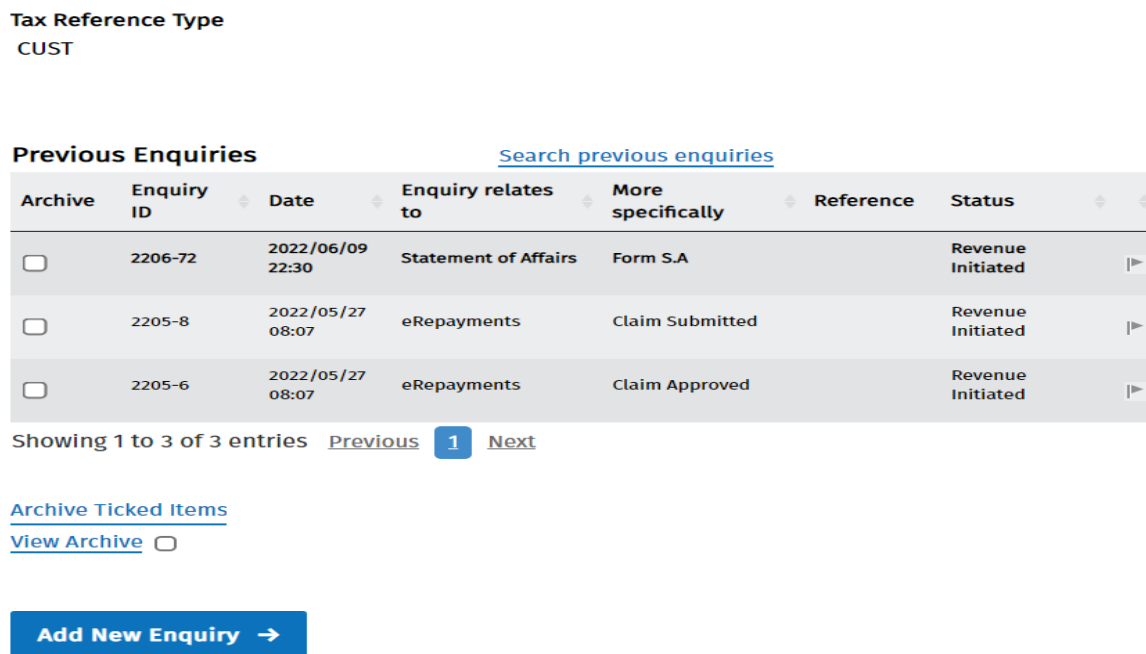 Tax Reference Type
CUST
Previous Enquiries Search previous enquiries
Archive Enquiry ID Date Enquiry relates to More specifically Reference Status
2206-72 2022/06/09 22:30 Statement of Affairs Form S.A Revenue Initiated
2205-8 2022/05/27 08:07 eRepayments Claim Submitted Revenue Initiated
2205-6 2022/05/27 08:07 eRepayments Claim Approved Revenue Initiated
Showing 1 to 3 of 3 entries Previous 1 Next
Archive Ticked Items
View Archive
Add New Enquiry →